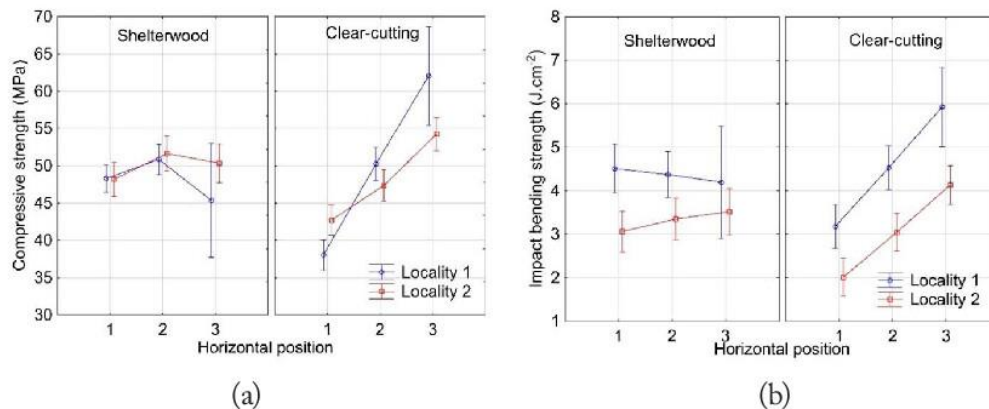 70
65
60
55
50
45
40
35
30
Compressive strength (MPa)
Shelterwood
Clear-cutting
Locality 1
Locality 2
1 2 3 1 2 3
Horizontal position
(a)
8
7
6
5
4
3
2
1
Impact bending strength (J.cm-2)
Shelterwood
Clear-cutting
Locality 1
Locality 2
1 2 3 1 2 3
Horizontal position
(b)